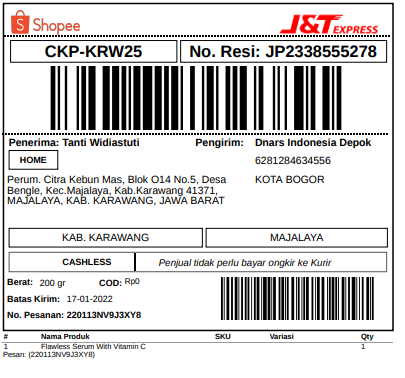 Shopee
J&T EXPRESS
CKP-KRW25
No. Resi: JP2338555278
Penerima: Tanti Widiastuti
Pengirim: Dnars Indonesia Depok
HOME
6281284634556
Perum. Citra Kebun Mas, Blok O14 No.5, Desa
KOTA BOGOR
Bengle, Kec.Majalaya, Kab.Karawang 41371,
MAJALAYA, KAB. KARAWANG, JAWA BARAT
KAB. KARAWANG
MAJALAYA
CASHLESS
Penjual tidak perlu bayar ongkir ke Kurir
Berat: 200 gr
COD: Rp0
Batas Kirim: 17-01-2022
No. Pesanan: 220113NV9J3XY8
# Nama Produk SKU Variasi Qty
1 Flawless Serum With Vitamin C 1
Pesan: (220113NV9J3XY8)